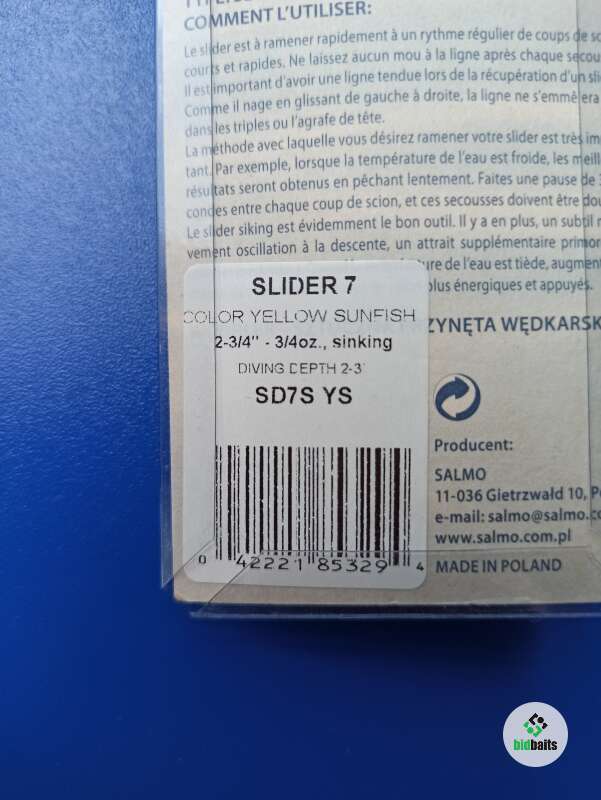 COMMENT L'UTILISER:
Le slider est à ramener rapidement à un rythme régulier de coups de
courts et rapides. Ne laissez aucun mou à la ligne après chaque
Il est important d'avoir une ligne tendue lors de la récupération d'un
Comme il nage en glissant de gauche à droite, la ligne ne
dans les triples ou l'agrafe de tête.
La méthode avec laquelle vous désirez ramener votre slider est très
tant. Par exemple, lorsque la température de l'eau est froide, les
résultats seront obtenus en pêchant lentement. Faites une pause de
condes entre chaque coup de scion, et ces secousses doivent être
Le slider siking est évidemment le bon outil. Il y a en plus, un subtil
vement oscillation à la descente, un attrait supplémentaire
de l'eau est tiède,
plus énergiques et appuyés.
SLIDER 7
COLOR YELLOW SUNFISH
2-3/4" - 3/4oz., sinking
DIVING DEPTH 2-3'
SD7S YS
0 42221 85329 4
ZYNĘTA WĘDKARSK
Producent:
SALMO
11-036 Gietrzwałd 10,
e-mail: salmo@salmo.
www.salmo.com.pl
MADE IN POLAND
bidbaits